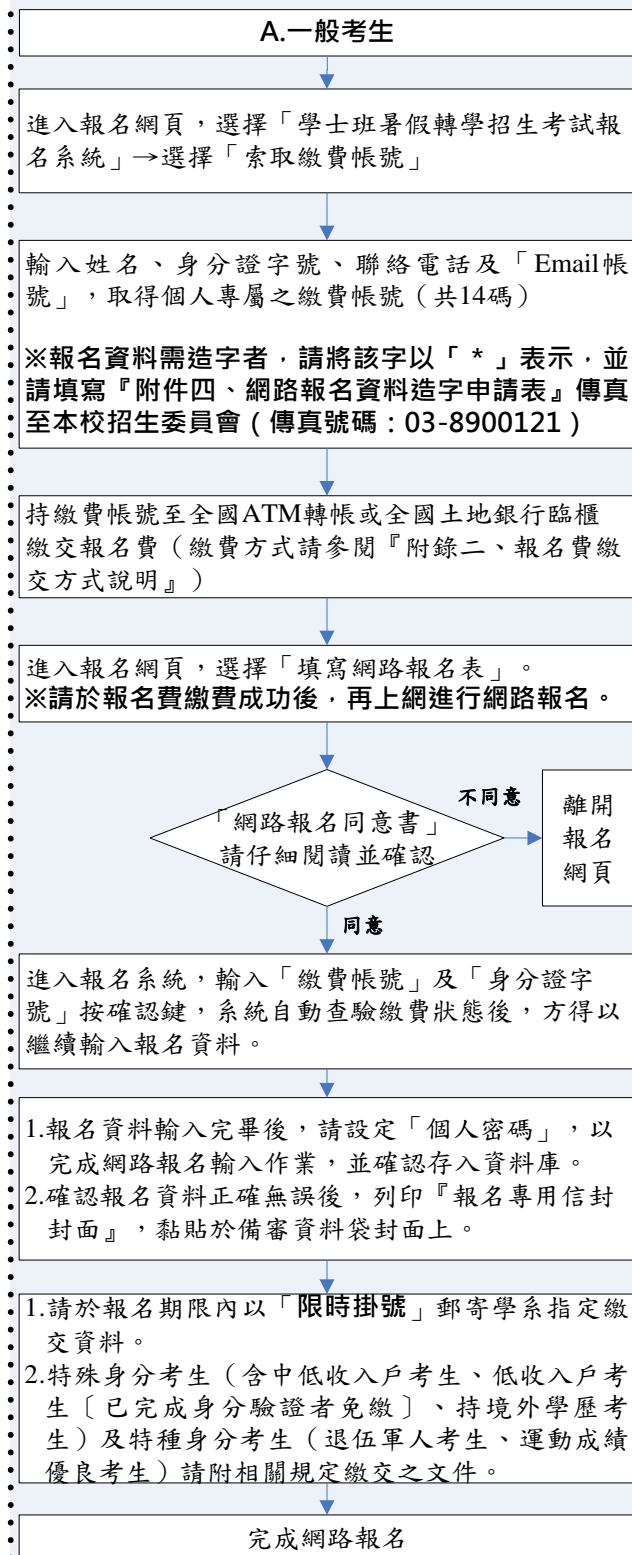 A.一般考生
進入報名網頁，選擇「學士班暑假轉學招生考試報
名系統」→選擇「索取繳費帳號」
輸入姓名、身分證字號、聯絡電話及「Email帳
號」，取得個人專屬之繳費帳號（共14碼）
※報名資料需造字者，請將該字以「 * 」表示，並
請填寫『附件四、網路報名資料造字申請表』傳真
至本校招生委員會（傳真號碼：03-8900121）
持繳費帳號至全國ATM轉帳或全國土地銀行臨櫃
繳交報名費（繳費方式請參閱『附錄二、報名費繳
交方式說明』）
進入報名網頁，選擇「填寫網路報名表」。
※請於報名費繳費成功後，再上網進行網路報名。
「網路報名同意書」
請仔細閱讀並確認
不同意
離開
報名
網頁
同意
進入報名系統，輸入「繳費帳號」及「身分證字
號」按確認鍵，系統自動查驗繳費狀態後，方得以
繼續輸入報名資料。
1.報名資料輸入完畢後，請設定「個人密碼」，以
完成網路報名輸入作業，並確認存入資料庫。
2.確認報名資料正確無誤後，列印『報名專用信封
封面』，黏貼於備審資料袋封面上。
1.請於報名期限內以「限時掛號」郵寄學系指定繳
交資料。
2.特殊身分考生（含中低收入戶考生、低收入戶考
生〔已完成身分驗證者免繳〕、持境外學歷考
生）及特種身分考生（退伍軍人考生、運動成績
優良考生）請附相關規定繳交之文件。
完成網路報名